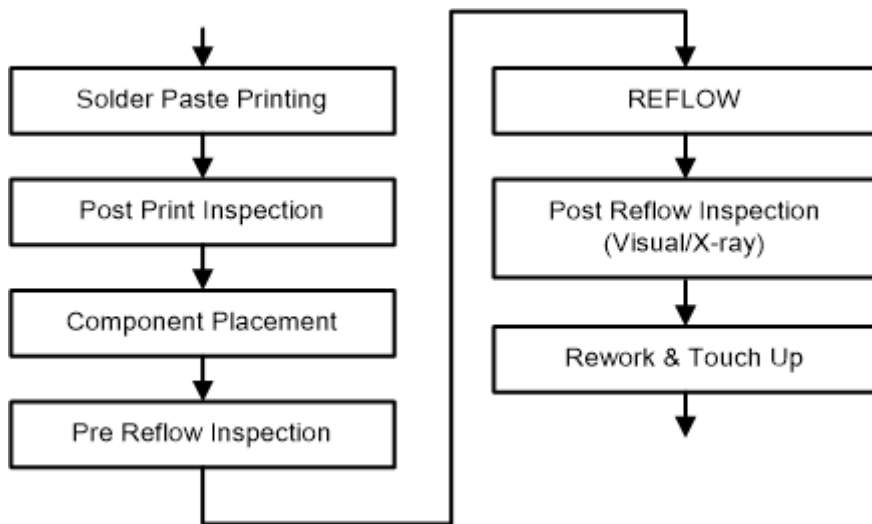 Solder Paste Printing
Post Print Inspection
Component Placement
Pre Reflow Inspection
REFLOW
Post Reflow Inspection
(Visual/X-ray)
Rework & Touch Up